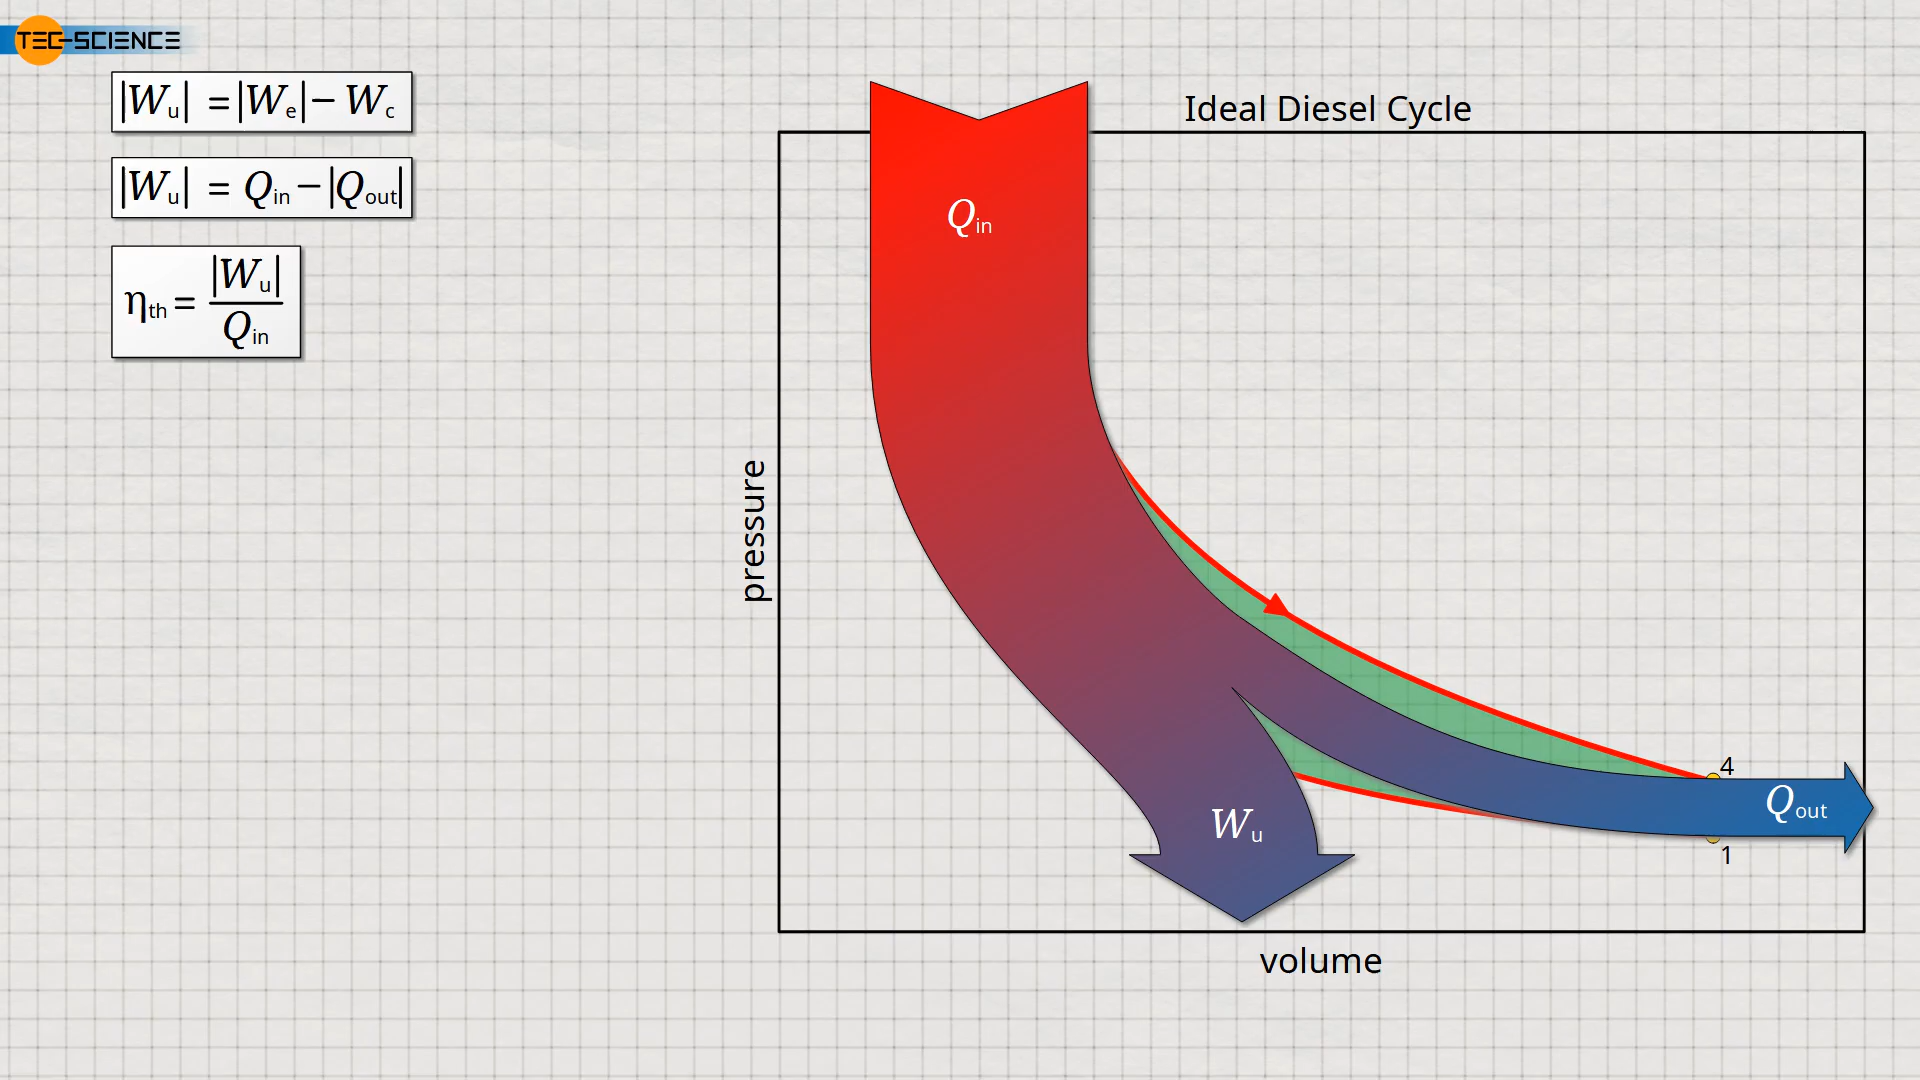 TEC-SCIENCE
|Wu| = |We| − Wc
|Wu| = Qin − |Qout|
ηth = |Wu| / Qin
Ideal Diesel Cycle
Qin
pressure
4
Qout
Wu
1
volume